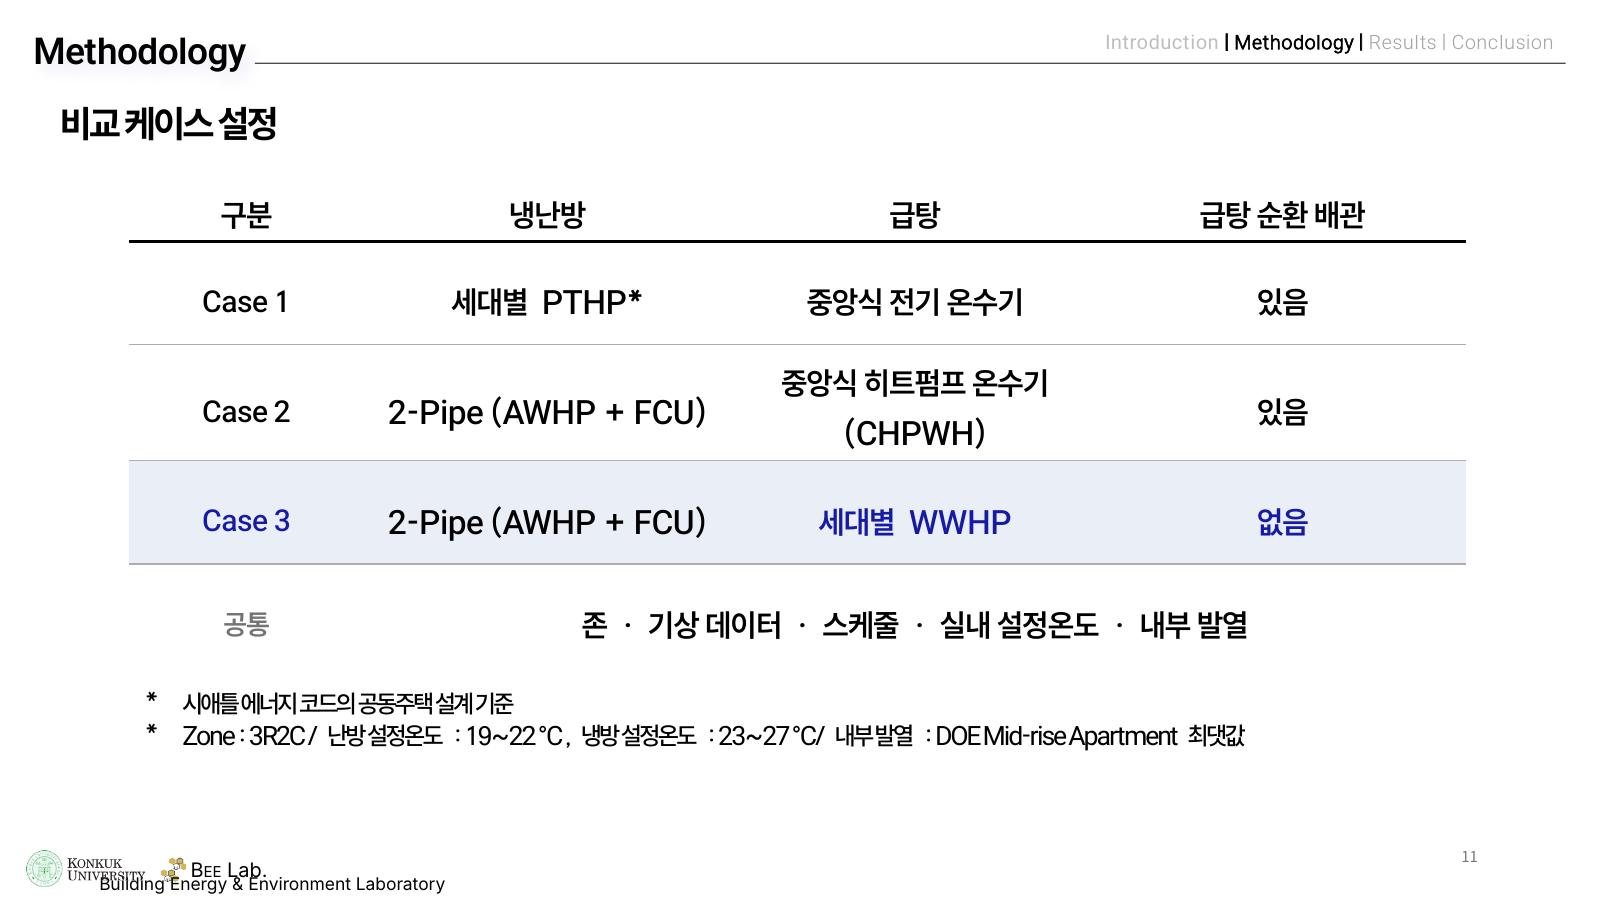 Methodology
Introduction | Methodology | Results | Conclusion
비교 케이스 설정
구분 냉난방 급탕 급탕 순환 배관
Case 1 세대별 PTHP* 중앙식 전기 온수기 있음
Case 2 2-Pipe (AWHP + FCU) 중앙식 히트펌프 온수기 (CHPWH) 있음
Case 3 2-Pipe (AWHP + FCU) 세대별 WWHP 없음
공통 존 · 기상 데이터 · 스케줄 · 실내 설정온도 · 내부 발열
* 시애틀 에너지 코드의 공동주택 설계 기준
* Zone : 3R2C / 난방 설정온도 : 19~22 ℃, 냉방 설정온도 : 23~27 ℃/ 내부 발열 : DOE Mid-rise Apartment 최댓값
KONKUK
UNIVERSITY
BEE Lab.
Building Energy & Environment Laboratory
11